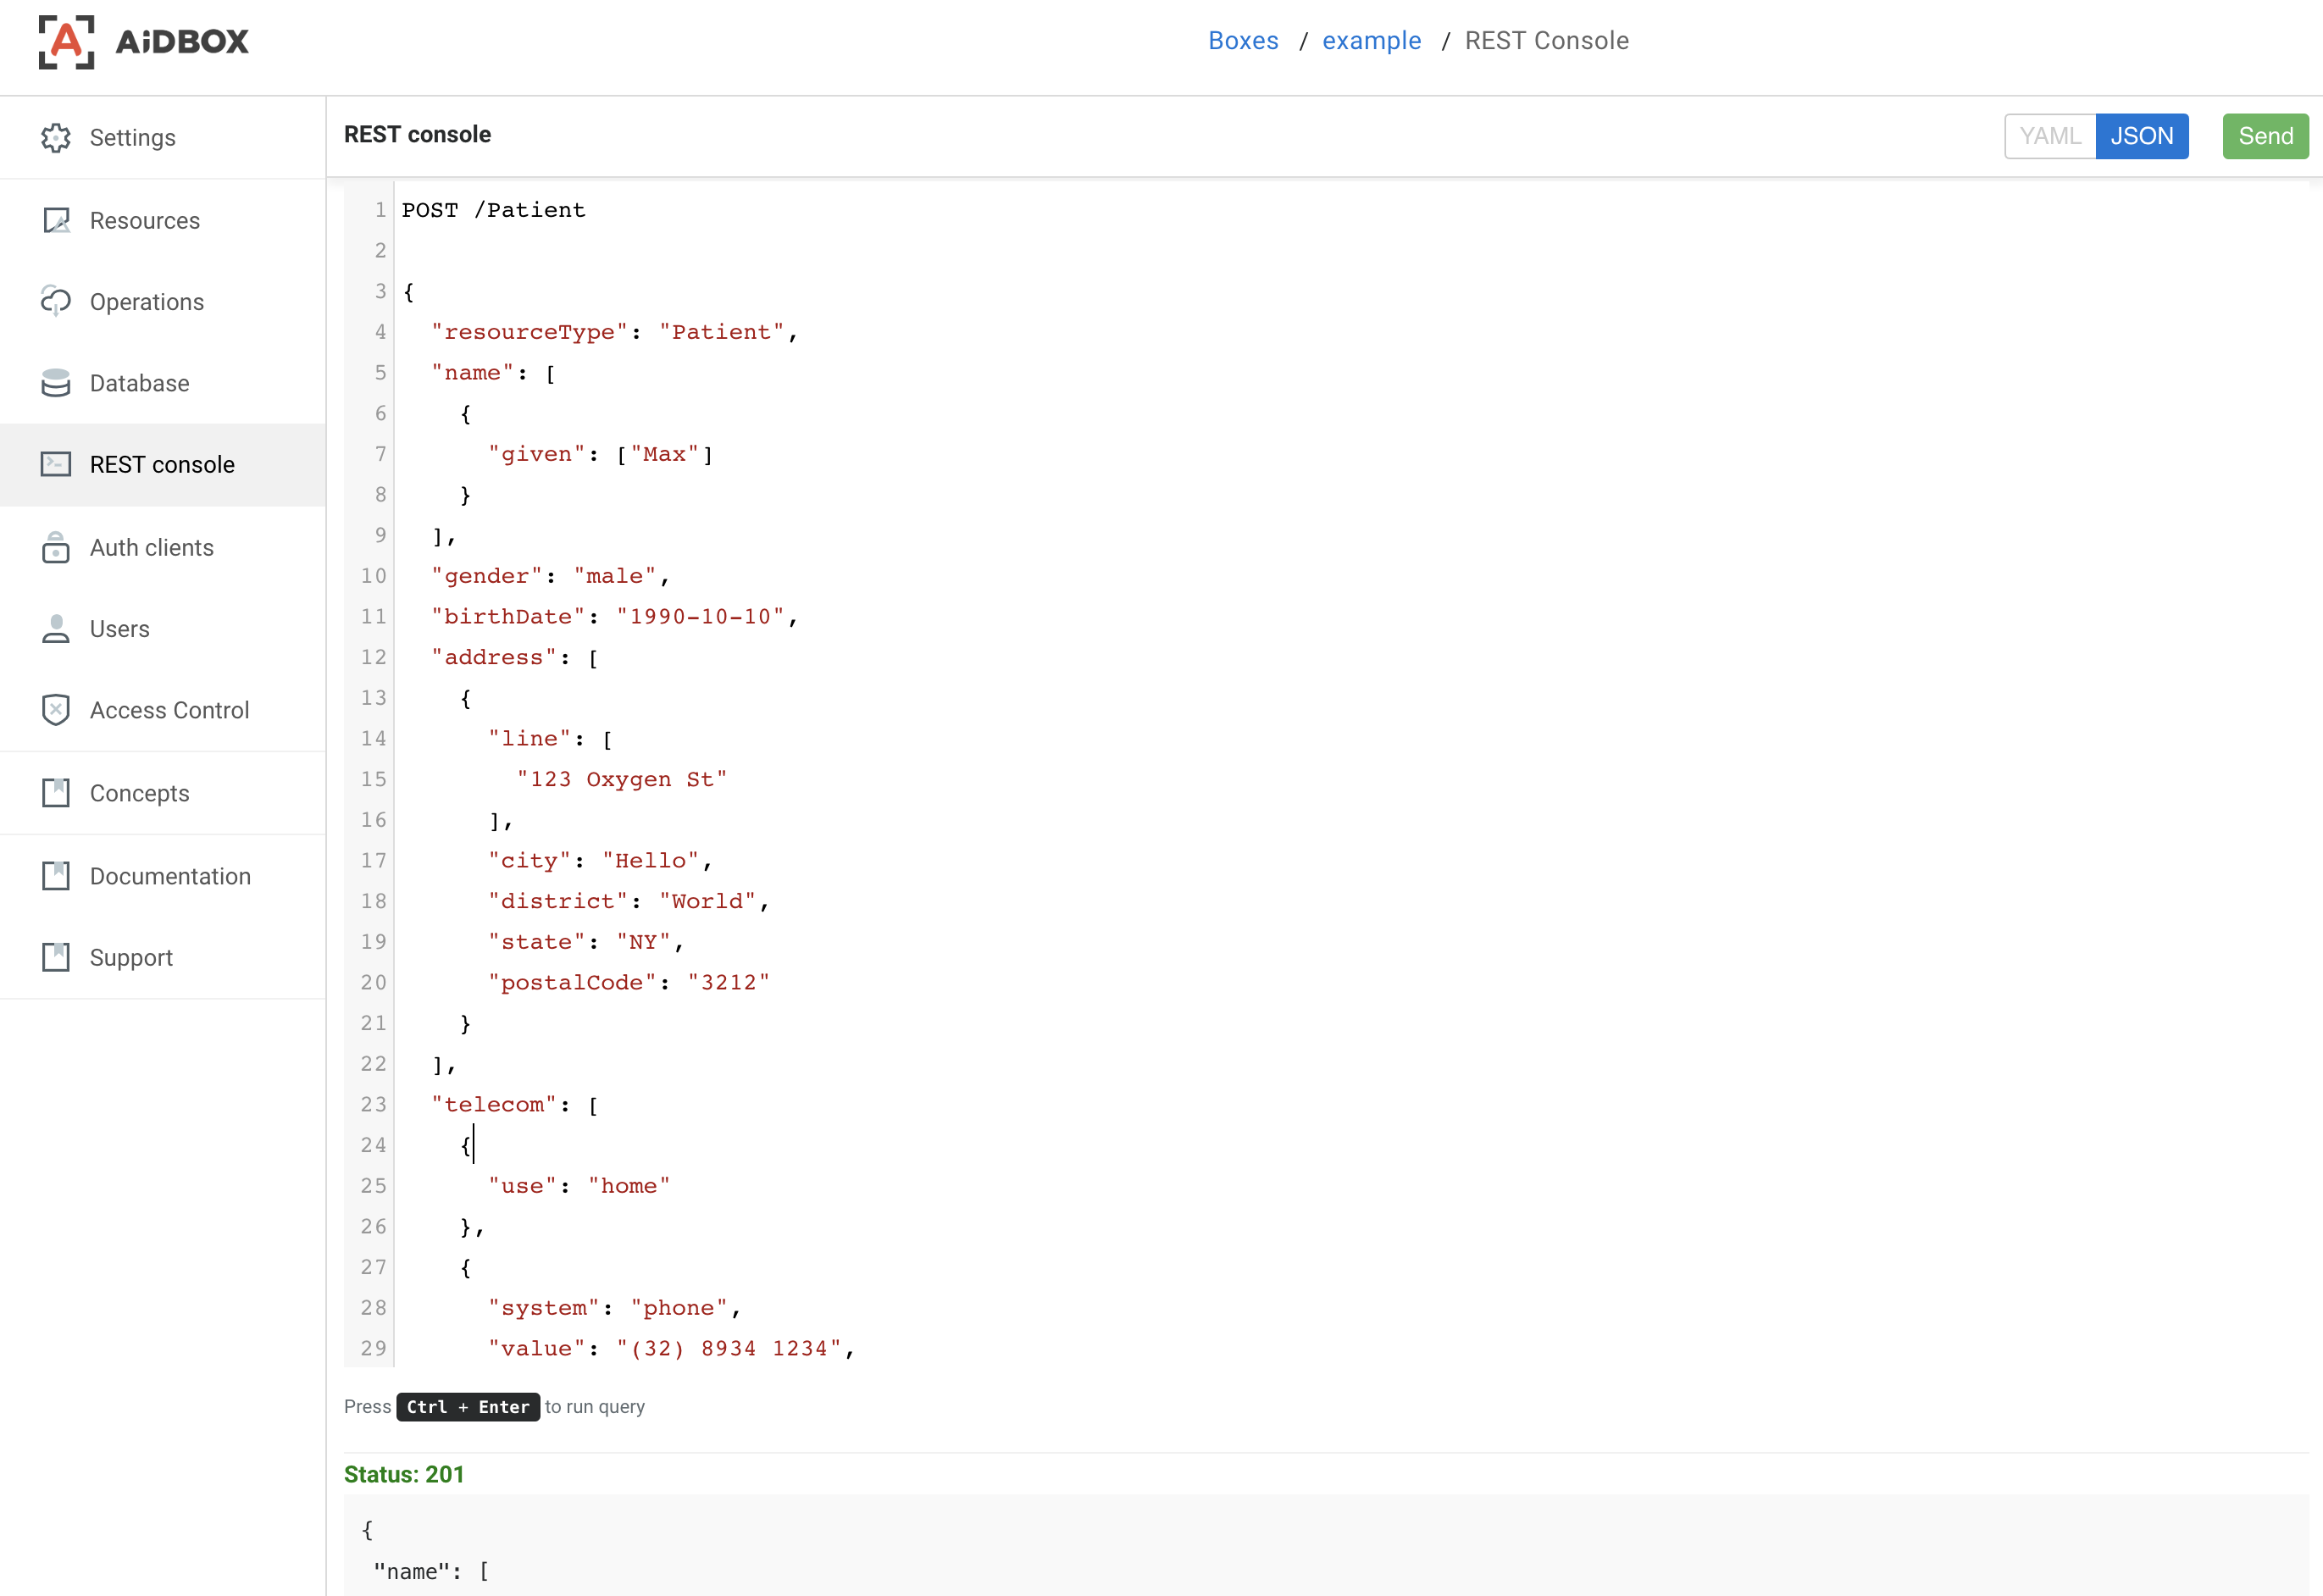 A AiDBOX
Boxes / example / REST Console
Settings
Resources
Operations
Database
REST console
Auth clients
Users
Access Control
Concepts
Documentation
Support
REST console
YAML JSON Send
1 POST /Patient
2
3 {
4   "resourceType": "Patient",
5   "name": [
6     {
7       "given": ["Max"]
8     }
9   ],
10   "gender": "male",
11   "birthDate": "1990-10-10",
12   "address": [
13     {
14       "line": [
15         "123 Oxygen St"
16       ],
17       "city": "Hello",
18       "district": "World",
19       "state": "NY",
20       "postalCode": "3212"
21     }
22   ],
23   "telecom": [
24     {
25       "use": "home"
26     },
27     {
28       "system": "phone",
29       "value": "(32) 8934 1234",
Press Ctrl + Enter to run query
Status: 201
{
 "name": [